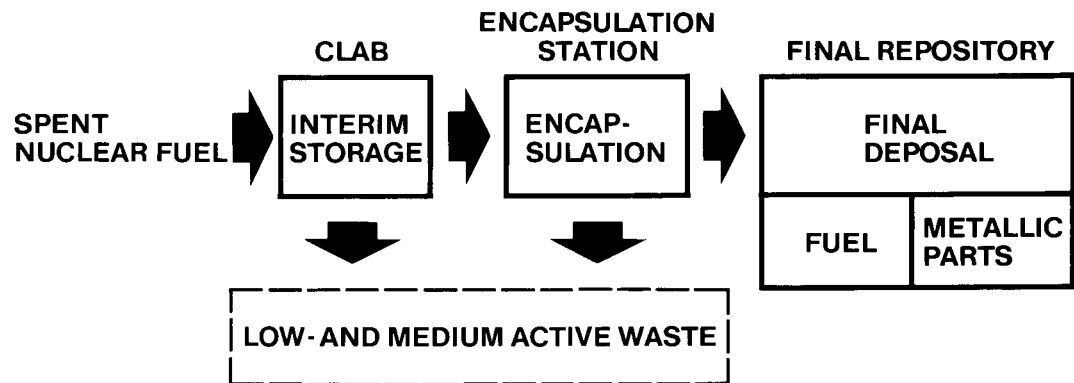 CLAB
ENCAPSULATION
STATION
FINAL REPOSITORY
SPENT
NUCLEAR FUEL
INTERIM
STORAGE
ENCAP-
SULATION
FINAL
DEPOSAL
FUEL
METALLIC
PARTS
LOW- AND MEDIUM ACTIVE WASTE